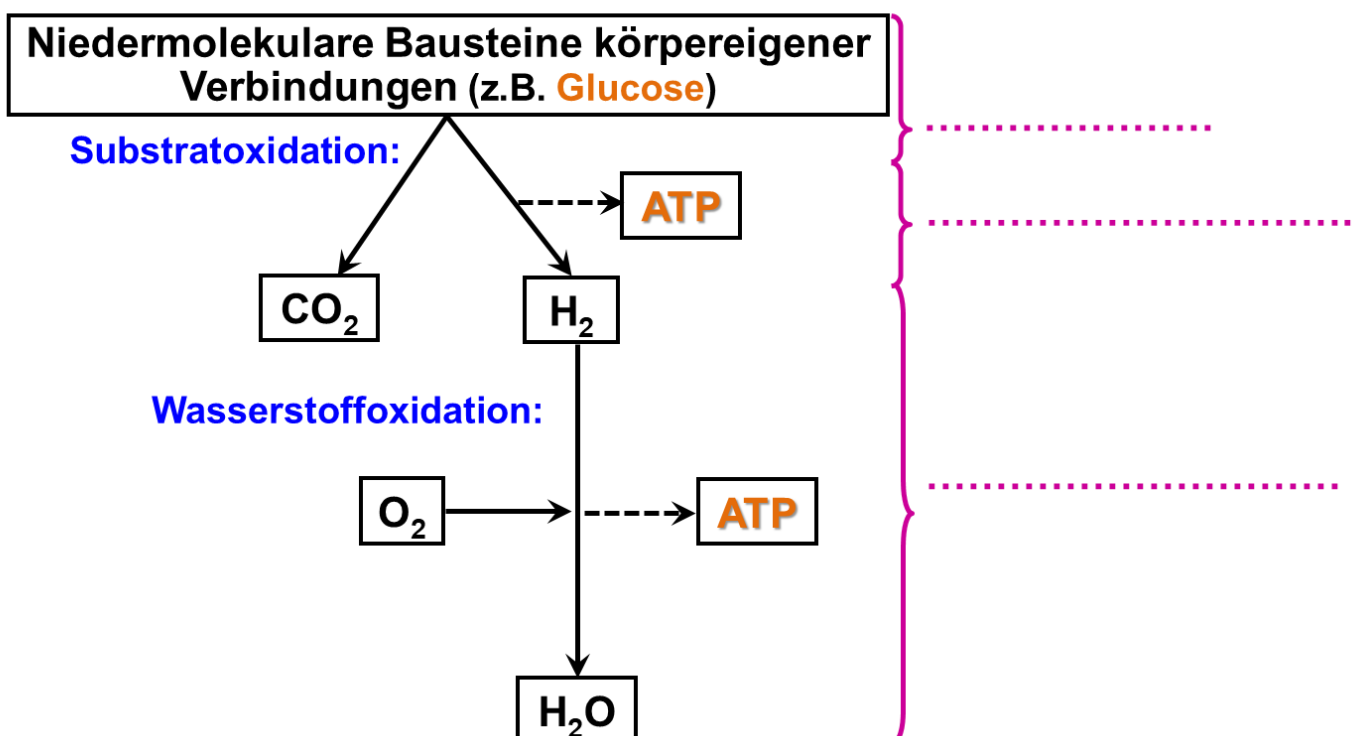 Niedermolekulare Bausteine körpereigener
Verbindungen (z.B. Glucose)
Substratoxidation:
ATP
CO₂
H₂
Wasserstoffoxidation:
O₂
ATP
H₂O